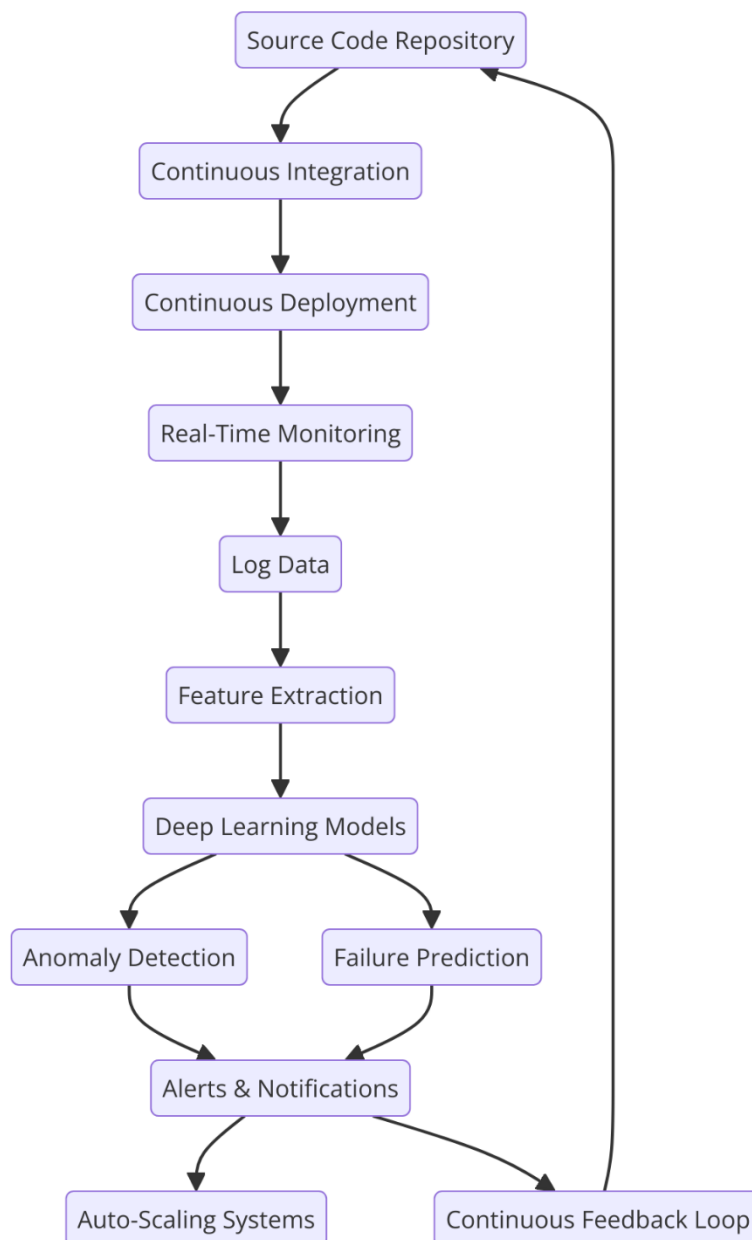 Source Code Repository
Continuous Integration
Continuous Deployment
Real-Time Monitoring
Log Data
Feature Extraction
Deep Learning Models
Anomaly Detection
Failure Prediction
Alerts & Notifications
Auto-Scaling Systems
Continuous Feedback Loop